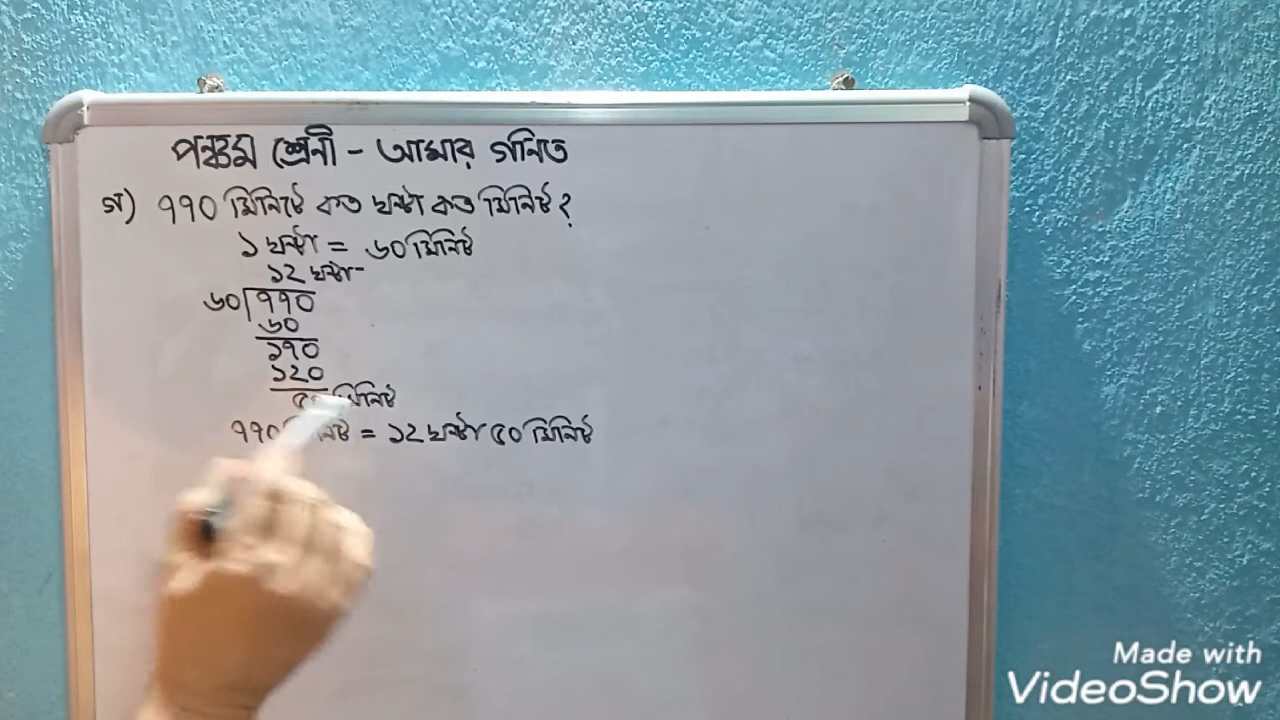 পঞ্চম শ্রেনী - আমার গনিত
গ) ৭৭০ মিনিটে কত ঘন্টা কত মিনিট?
১ ঘন্টা = ৬০ মিনিট
১২ ঘন্টা
৬০ ৭৭০
৬০
১৭০
১২০
মিনিট
৭৭০ = ১২ ঘন্টা ৫০ মিনিট
Made with
VideoShow